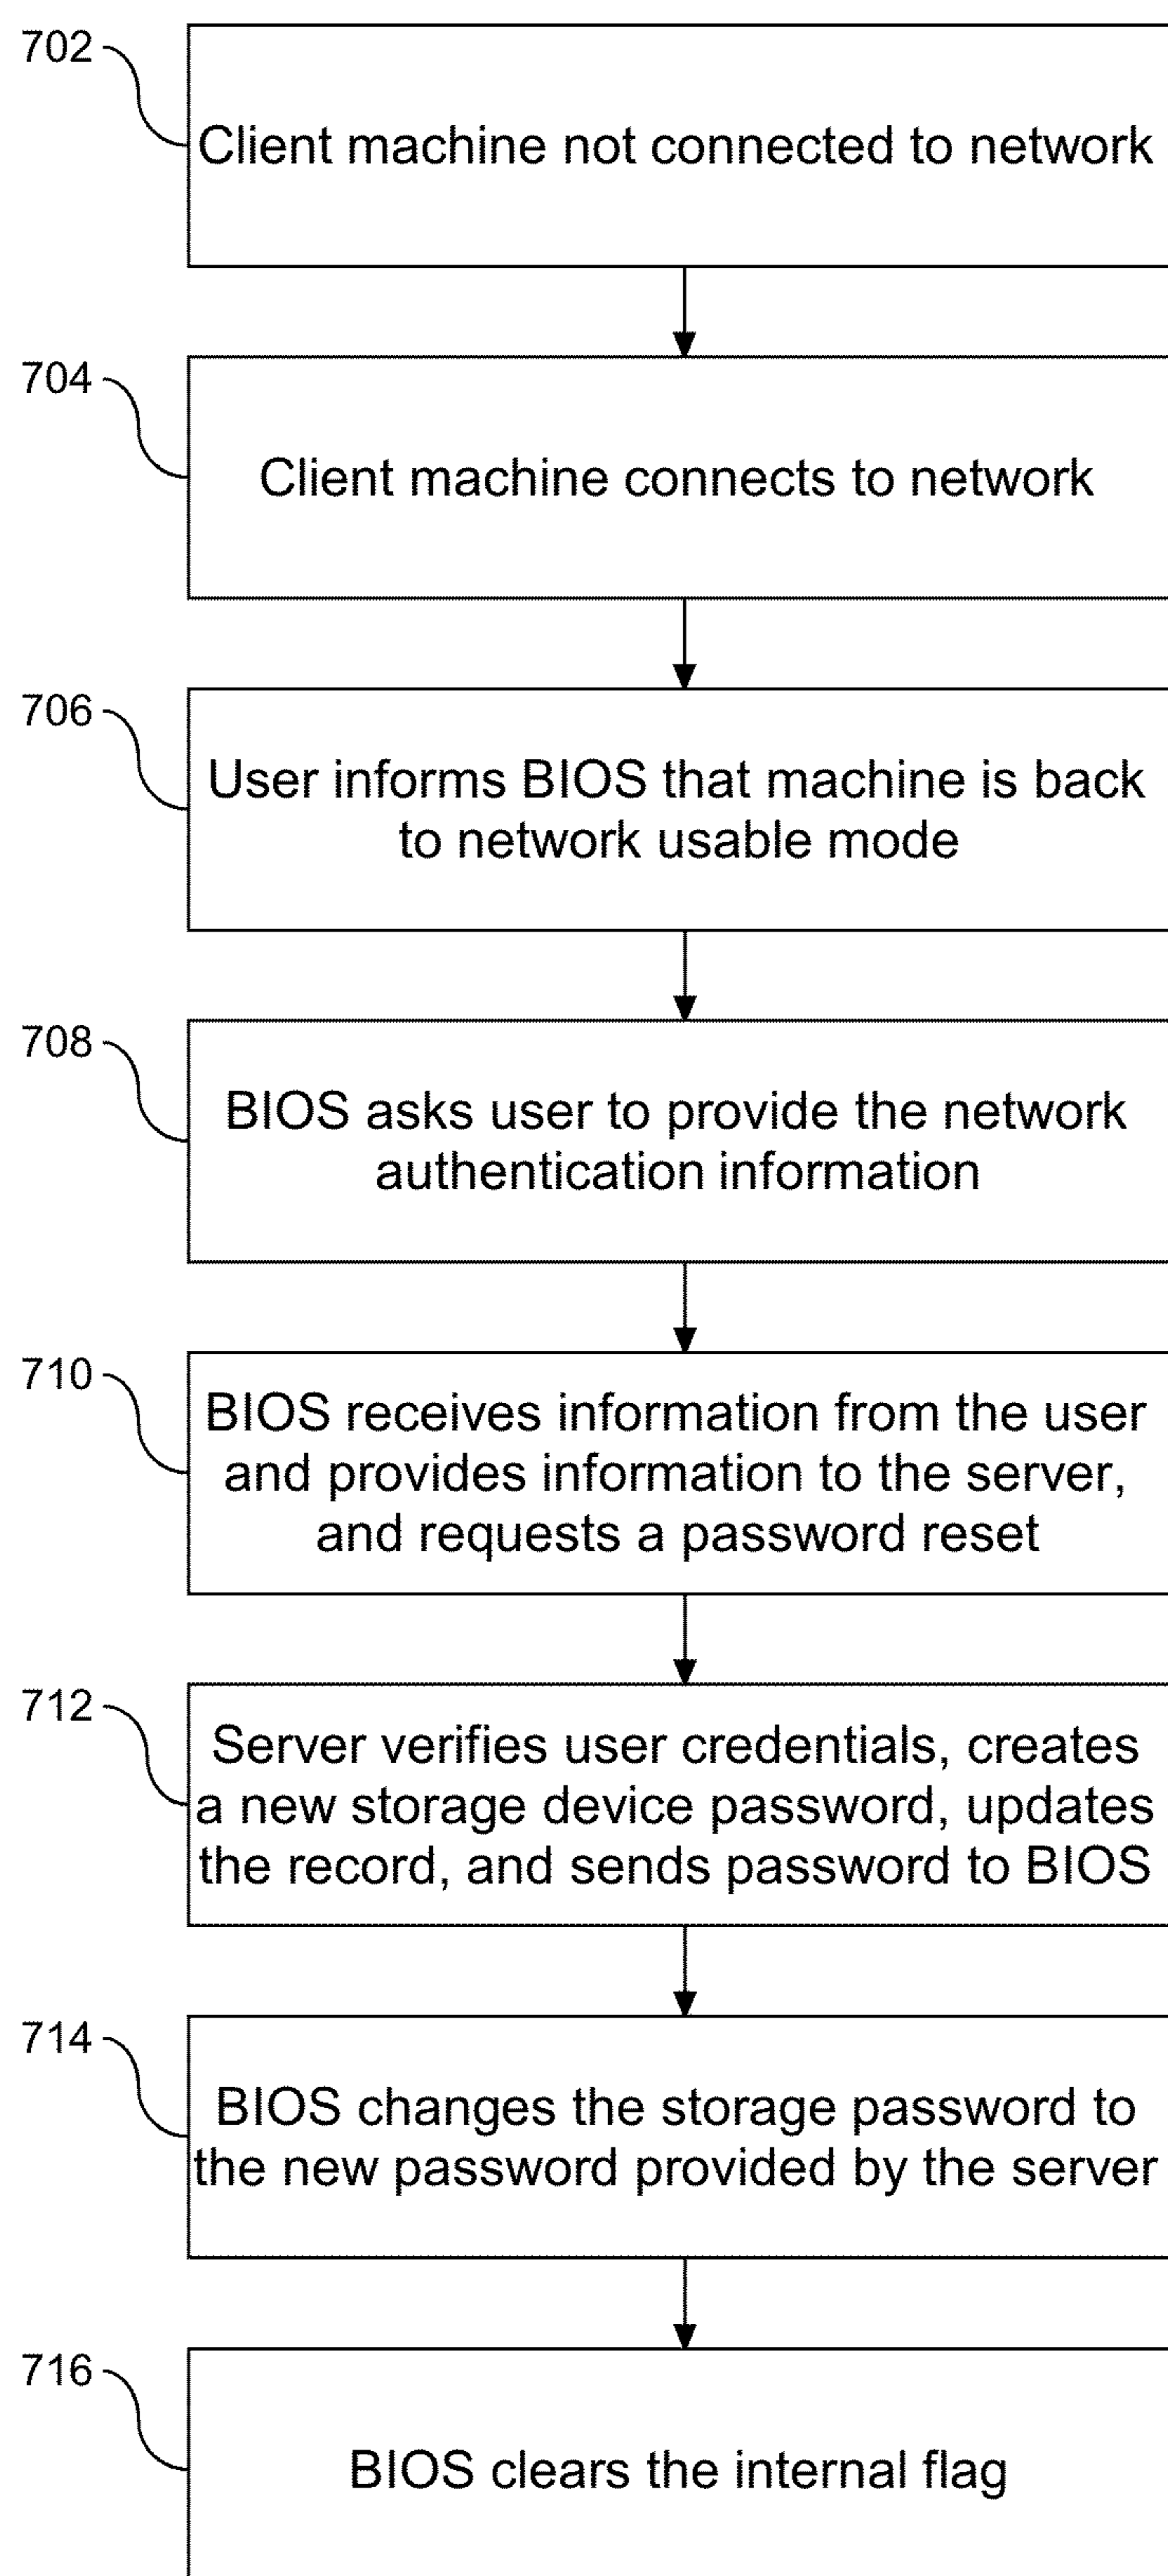 702
Client machine not connected to network
704
Client machine connects to network
706
User informs BIOS that machine is back
to network usable mode
708
BIOS asks user to provide the network
authentication information
710
BIOS receives information from the user
and provides information to the server,
and requests a password reset
712
Server verifies user credentials, creates
a new storage device password, updates
the record, and sends password to BIOS
714
BIOS changes the storage password to
the new password provided by the server
716
BIOS clears the internal flag